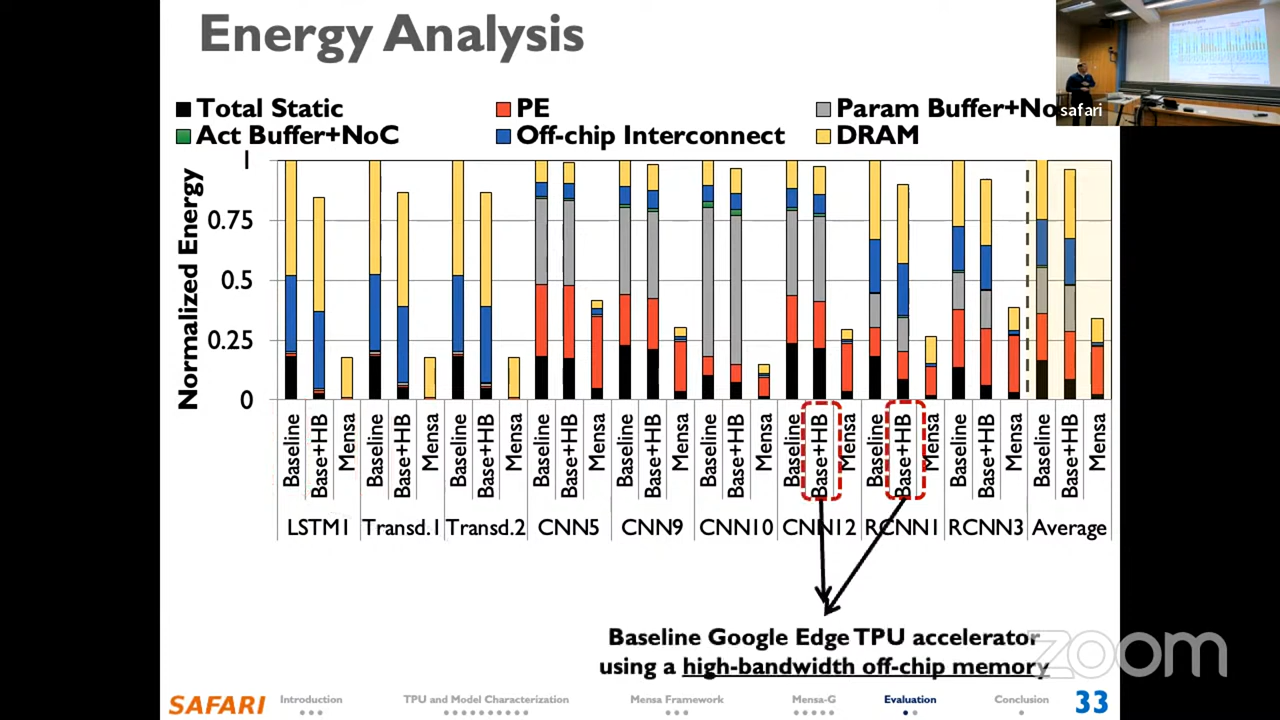 Energy Analysis
Total Static
PE
Param Buffer+No
safari
Act Buffer+NoC
Off-chip Interconnect
DRAM
Normalized Energy
1
0.75
0.5
0.25
0
Baseline Base+HB Mensa Baseline Base+HB Mensa Baseline Base+HB Mensa Baseline Base+HB Mensa Baseline Base+HB Mensa Baseline Base+HB Mensa Baseline Base+HB Mensa Baseline Base+HB Mensa Baseline Base+HB Mensa Baseline Base+HB Mensa
LSTM1 Transd.1 Transd.2 CNN5 CNN9 CNN10 CNN12 RCNN1 RCNN3 Average
Baseline Google Edge TPU accelerator
using a high-bandwidth off-chip memory
zoom
SAFARI
Introduction
TPU and Model Characterization
Mensa Framework
Mensa-G
Evaluation
Conclusion
33